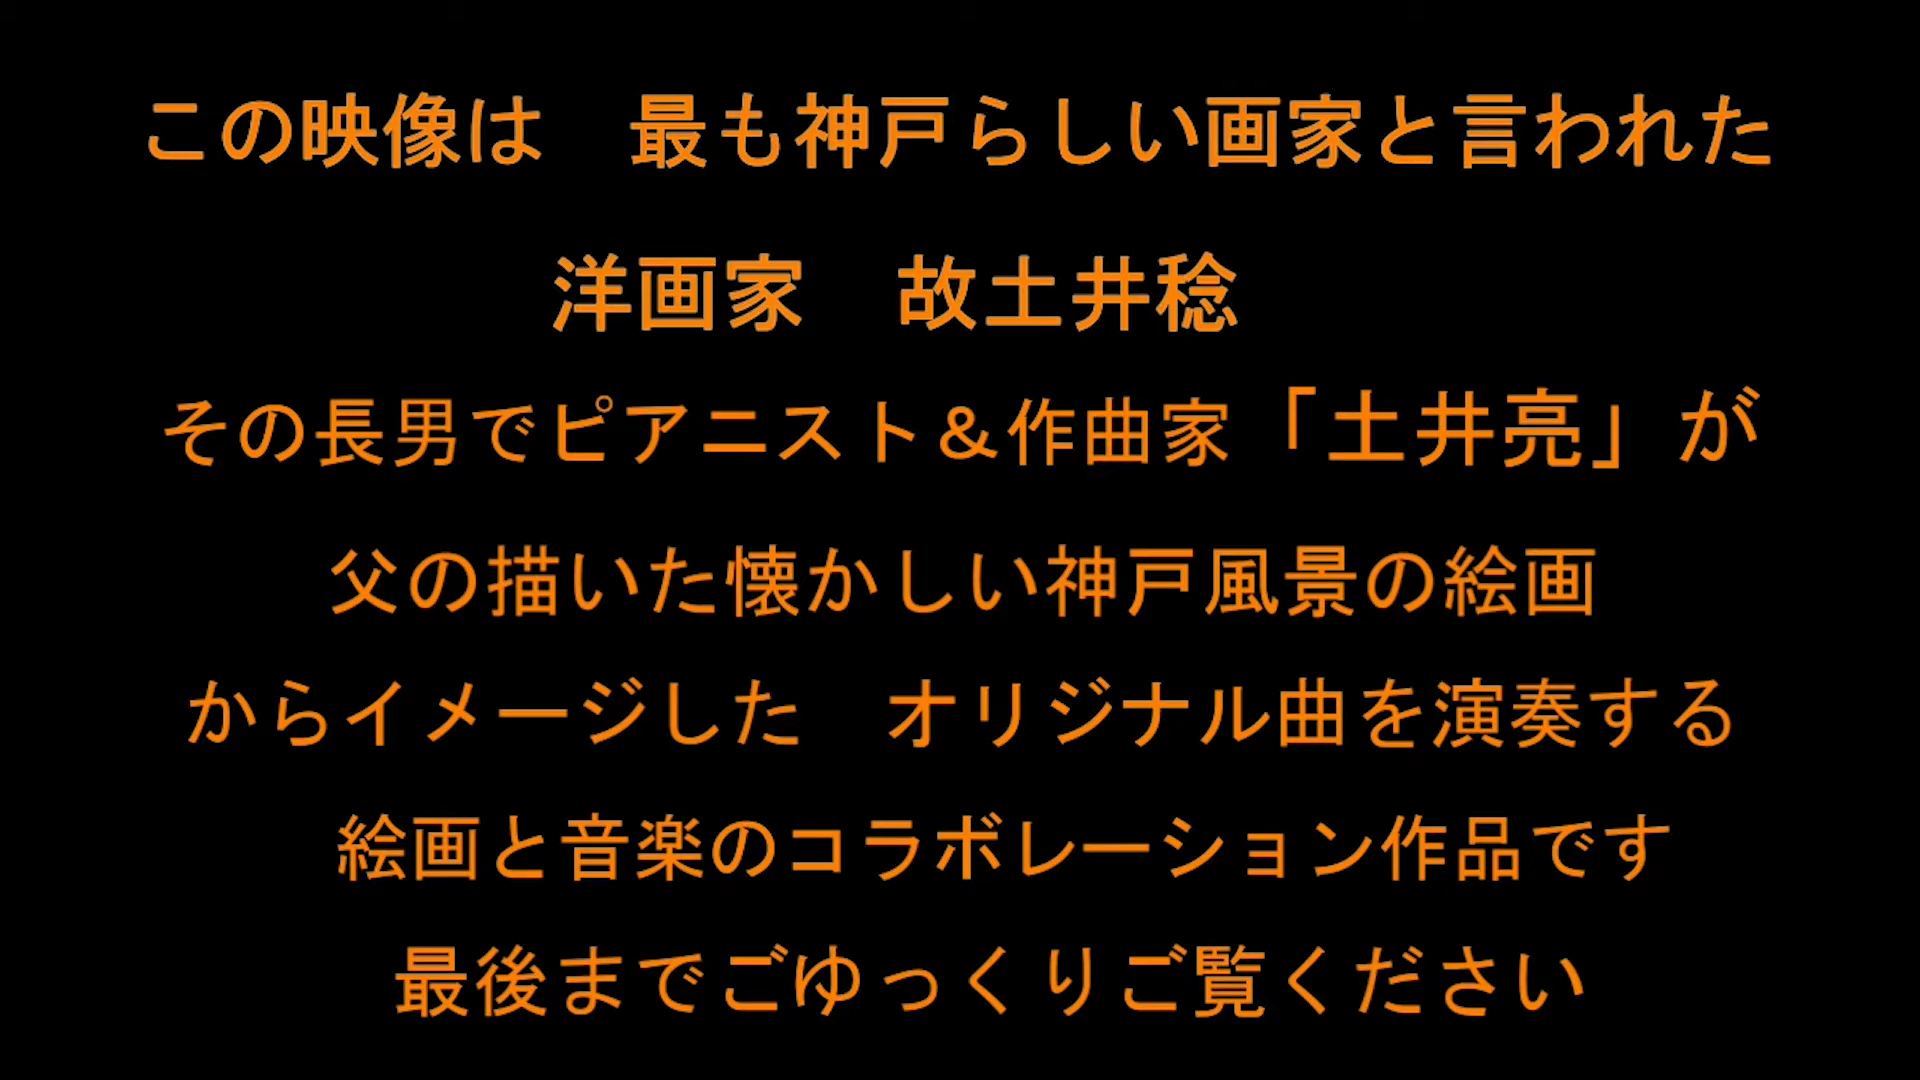 この映像は　最も神戸らしい画家と言われた
洋画家　故土井稔
その長男でピアニスト＆作曲家「土井亮」が
父の描いた懐かしい神戸風景の絵画
からイメージした　オリジナル曲を演奏する
絵画と音楽のコラボレーション作品です
最後までごゆっくりご覧ください